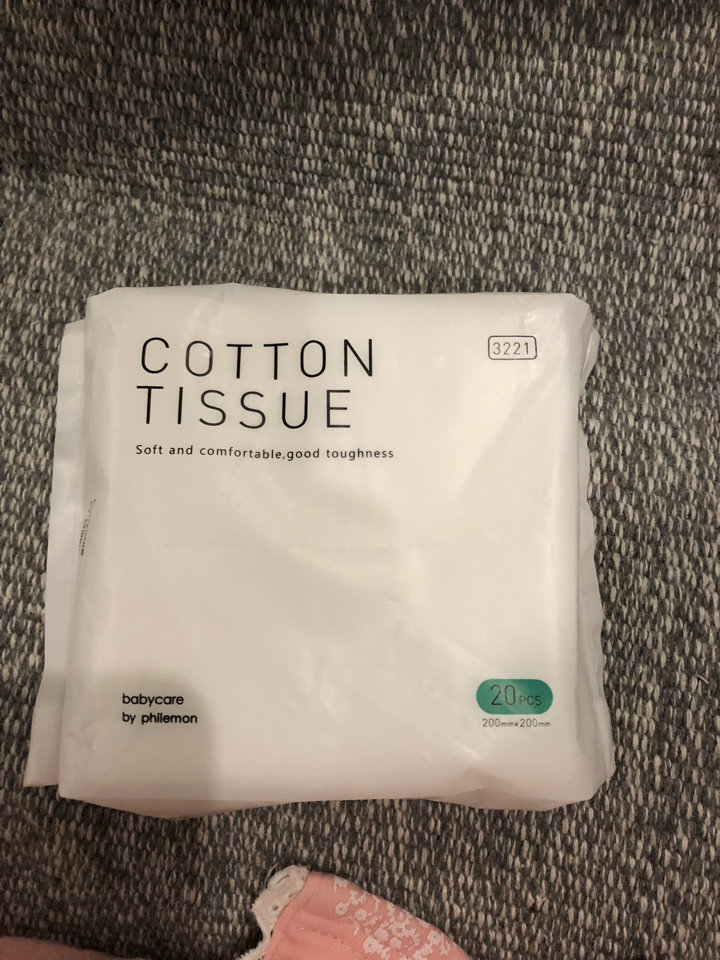 COTTON
TISSUE
3221
Soft and comfortable,good toughness
babycare
by philemon
20PCS
200mm×200mm